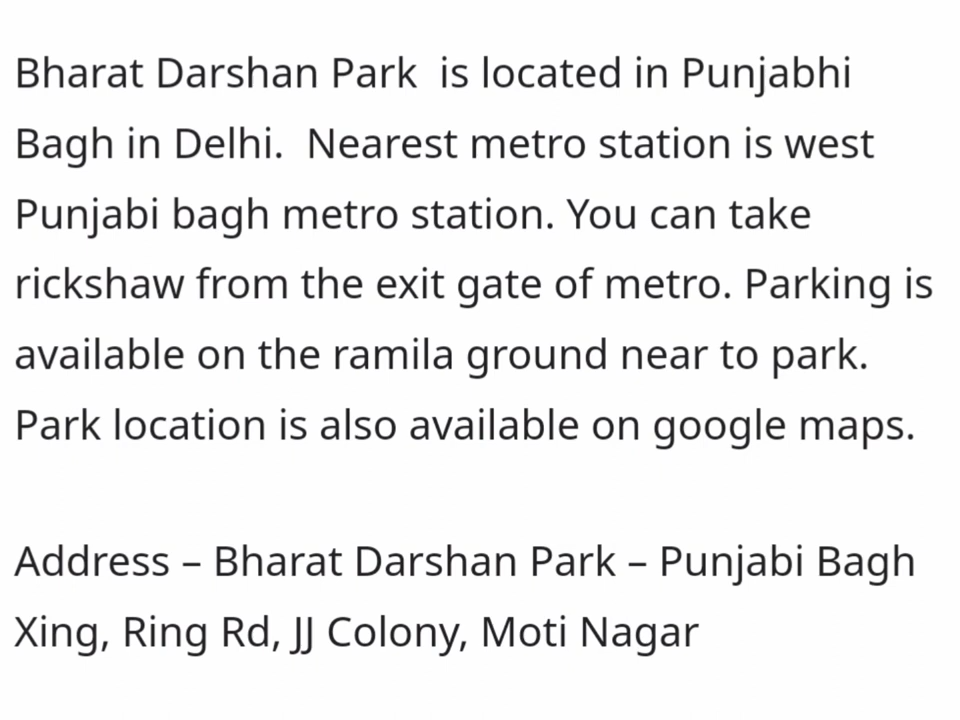 Bharat Darshan Park  is located in Punjabhi
Bagh in Delhi.  Nearest metro station is west
Punjabi bagh metro station. You can take
rickshaw from the exit gate of metro. Parking is
available on the ramila ground near to park.
Park location is also available on google maps.
Address – Bharat Darshan Park – Punjabi Bagh
Xing, Ring Rd, JJ Colony, Moti Nagar